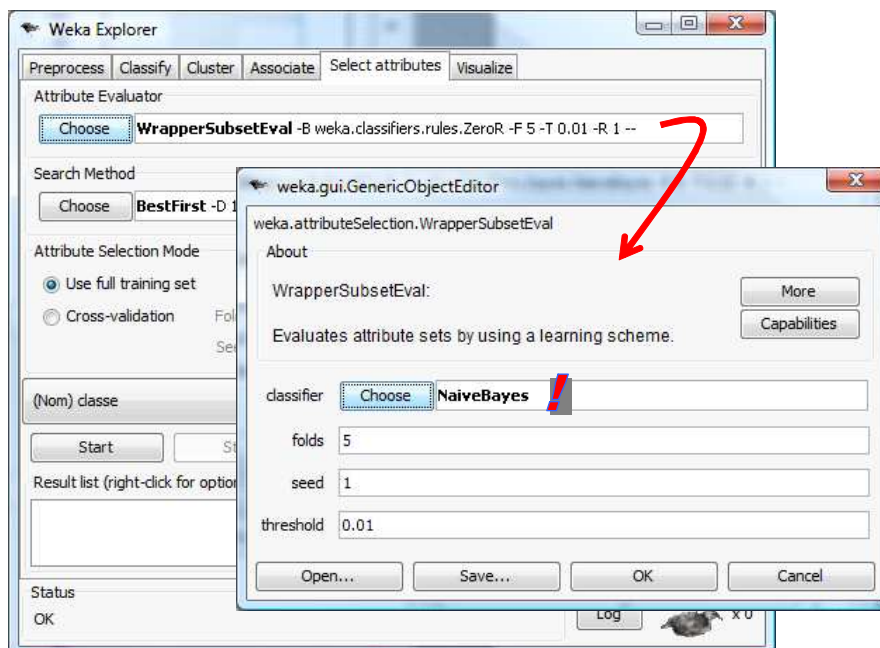 Weka Explorer
Preprocess Classify Cluster Associate Select attributes Visualize
Attribute Evaluator
Choose WrapperSubsetEval -B weka.classifiers.rules.ZeroR -F 5 -T 0.01 -R 1 --
Search Method
Choose BestFirst -D 1
Attribute Selection Mode
Use full training set
Cross-validation
(Nom) classe
Start
Result list (right-click for option
Status
OK
Log x 0
weka.gui.GenericObjectEditor
weka.attributeSelection.WrapperSubsetEval
About
WrapperSubsetEval:
More
Evaluates attribute sets by using a learning scheme.
Capabilities
classifier Choose NaiveBayes !
folds 5
seed 1
threshold 0.01
Open... Save... OK Cancel